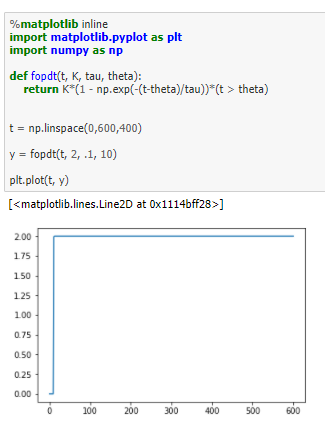 %matplotlib inline
import matplotlib.pyplot as plt
import numpy as np
def fopdt(t, K, tau, theta):
    return K*(1 - np.exp(-(t-theta)/tau))*(t > theta)
t = np.linspace(0,600,400)
y = fopdt(t, 2, .1, 10)
plt.plot(t, y)
[<matplotlib.lines.Line2D at 0x1114bff28>]
2.00
1.75
1.50
1.25
1.00
0.75
0.50
0.25
0.00
0 100 200 300 400 500 600